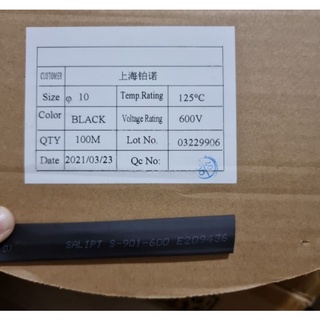 CUSTOMER 上海铂诺
Size φ 10 Temp.Rating 125°C
Color BLACK Voltage Rating 600V
QTY 100M Lot No. 03229906
Date 2021/03/23 Qc No:
SALIPT S-901-600 E209436